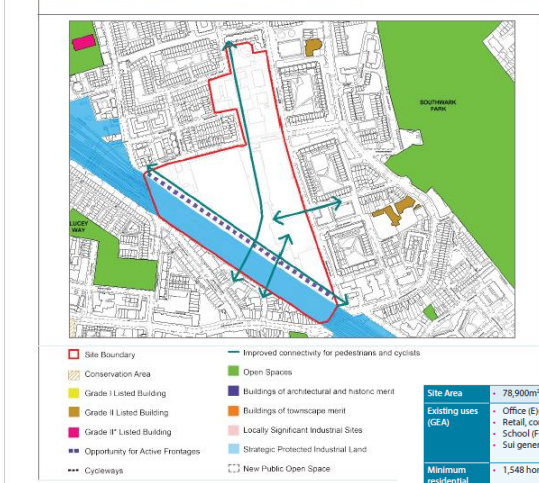 SOUTHWARK
PARK
LUCEY
WAY
Site Boundary
Conservation Area
Grade I Listed Building
Grade II Listed Building
Grade II* Listed Building
Opportunity for Active Frontages
Cycleways
Improved connectivity for pedestrians and cyclists
Open Spaces
Buildings of architectural and historic merit
Buildings of townscape merit
Locally Significant Industrial Sites
Strategic Protected Industrial Land
New Public Open Space
Site Area • 78,900m²
Existing uses • Office (E)
(GEA) • Retail, co
• School (F
• Sui gener
Minimum • 1,548 ho
residential